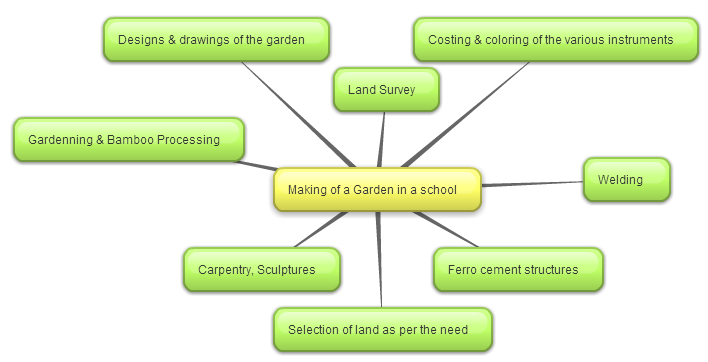 Designs & drawings of the garden
Costing & coloring of the various instruments
Land Survey
Gardenning & Bamboo Processing
Welding
Making of a Garden in a school
Carpentry, Sculptures
Ferro cement structures
Selection of land as per the need